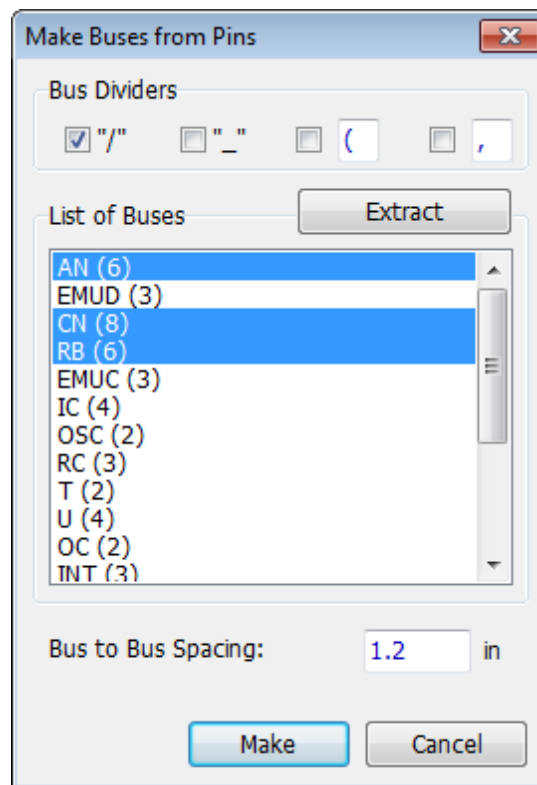 Make Buses from Pins
Bus Dividers
"/" "_" ( ,
List of Buses Extract
AN (6)
EMUD (3)
CN (8)
RB (6)
EMUC (3)
IC (4)
OSC (2)
RC (3)
T (2)
U (4)
OC (2)
INT (3)
Bus to Bus Spacing: 1.2 in
Make Cancel